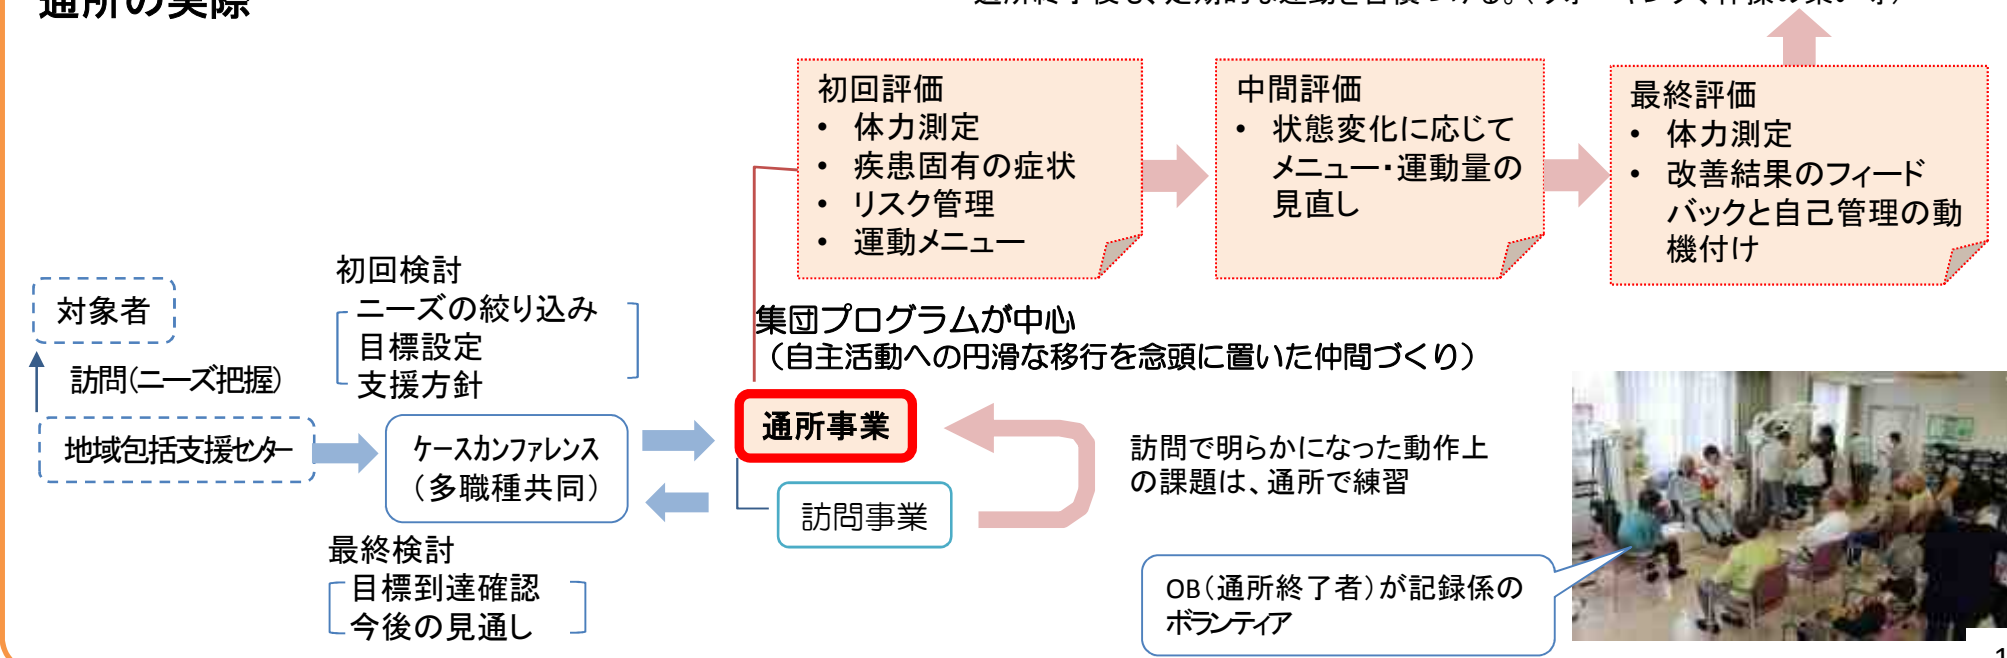 通所の実際
初回評価
• 体力測定
• 疾患固有の症状
• リスク管理
• 運動メニュー
中間評価
• 状態変化に応じて
メニュー・運動量の
見直し
最終評価
• 体力測定
• 改善結果のフィード
バックと自己管理の動
機付け
対象者
訪問(ニーズ把握)
地域包括支援センター
初回検討
ニーズの絞り込み
目標設定
支援方針
ケースカンファレンス
（多職種共同）
最終検討
目標到達確認
今後の見通し
集団プログラムが中心
（自主活動への円滑な移行を念頭に置いた仲間づくり）
通所事業
訪問事業
訪問で明らかになった動作上
の課題は、通所で練習
OB（通所終了者）が記録係の
ボランティア